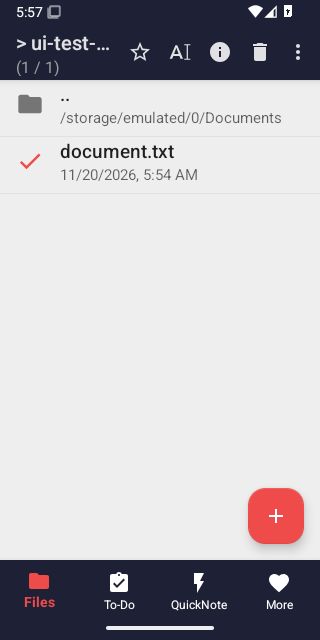 5:57
> ui-test-...
(1 / 1)
..
/storage/emulated/0/Documents
document.txt
11/20/2026, 5:54 AM
Files
To-Do
QuickNote
More